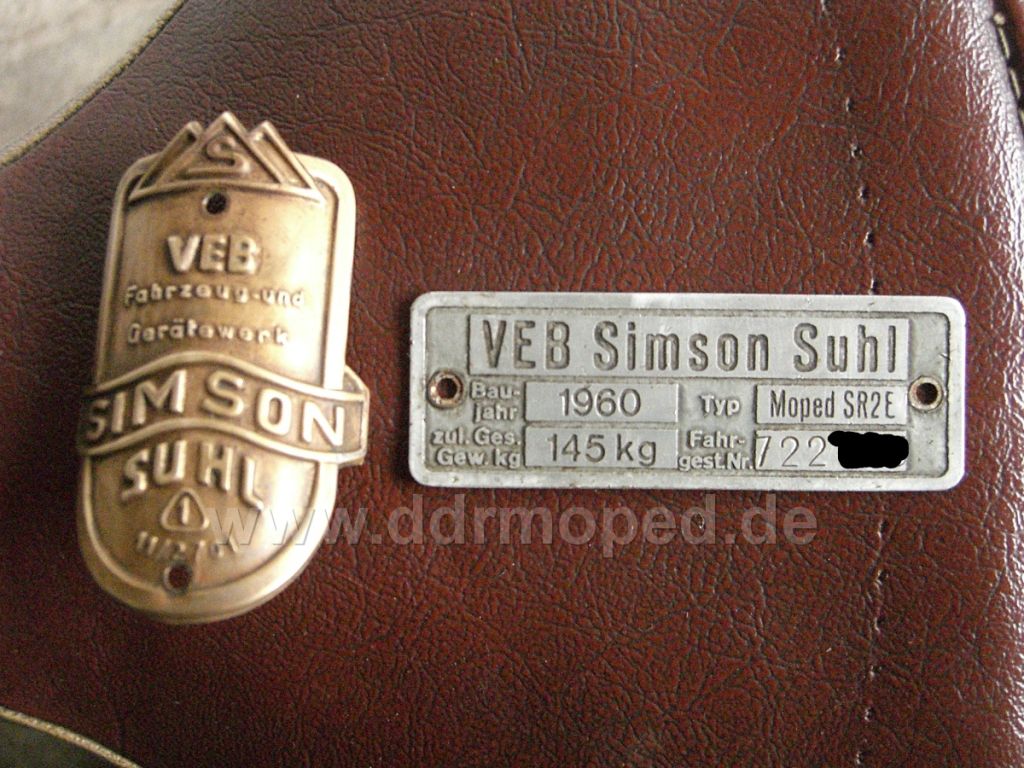 S
VEB
Fahrzeug-und
Gerätewerk
SIMSON
SUHL
1
VEB Simson Suhl
Bau-
jahr 1960 Typ Moped SR2E
zul. Ges.
Gew. kg 145 kg Fahr-
gest.Nr. 722
www.ddrmoped.de